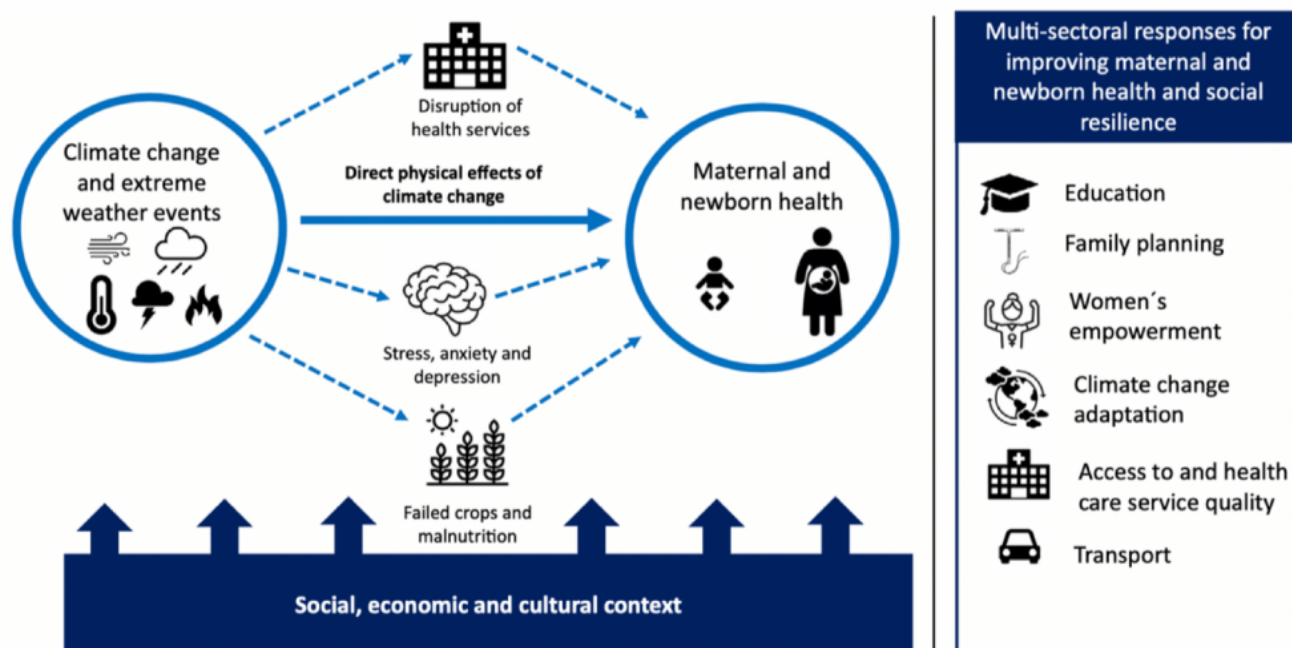 Disruption of
health services
Climate change
and extreme
weather events
Direct physical effects of
climate change
Maternal and
newborn health
Stress, anxiety and
depression
Failed crops and
malnutrition
Social, economic and cultural context
Multi-sectoral responses for
improving maternal and
newborn health and social
resilience
Education
Family planning
Women´s
empowerment
Climate change
adaptation
Access to and health
care service quality
Transport